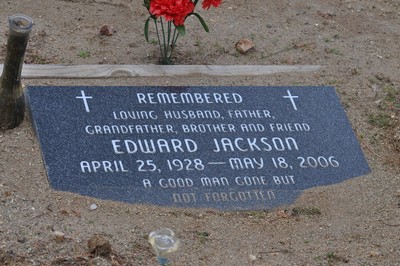 REMEMBERED
LOVING HUSBAND, FATHER,
GRANDFATHER, BROTHER AND FRIEND
EDWARD JACKSON
APRIL 25, 1928 — MAY 18, 2006
A GOOD MAN GONE BUT
NOT FORGOTTEN